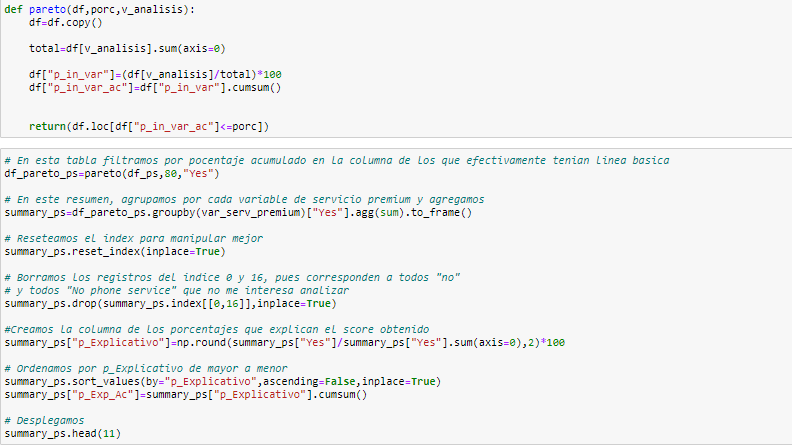 def pareto(df,porc,v_analisis):
    df=df.copy()
    total=df[v_analisis].sum(axis=0)
    df["p_in_var"]=(df[v_analisis]/total)*100
    df["p_in_var_ac"]=df["p_in_var"].cumsum()
    return(df.loc[df["p_in_var_ac"]<=porc])
# En esta tabla filtramos por pocentaje acumulado en la columna de los que efectivamente tenian linea basica
df_pareto_ps=pareto(df_ps,80,"Yes")
# En este resumen, agrupamos por cada variable de servicio premium y agregamos
summary_ps=df_pareto_ps.groupby(var_serv_premium)["Yes"].agg(sum).to_frame()
# Reseteamos el index para manipular mejor
summary_ps.reset_index(inplace=True)
# Borramos los registros del indice 0 y 16, pues corresponden a todos "no"
# y todos "No phone service" que no me interesa analizar
summary_ps.drop(summary_ps.index[[0,16]],inplace=True)
#Creamos la columna de los porcentajes que explican el score obtenido
summary_ps["p_Explicativo"]=np.round(summary_ps["Yes"]/summary_ps["Yes"].sum(axis=0),2)*100
# Ordenamos por p_Explicativo de mayor a menor
summary_ps.sort_values(by="p_Explicativo",ascending=False,inplace=True)
summary_ps["p_Exp_Ac"]=summary_ps["p_Explicativo"].cumsum()
# Desplegamos
summary_ps.head(11)